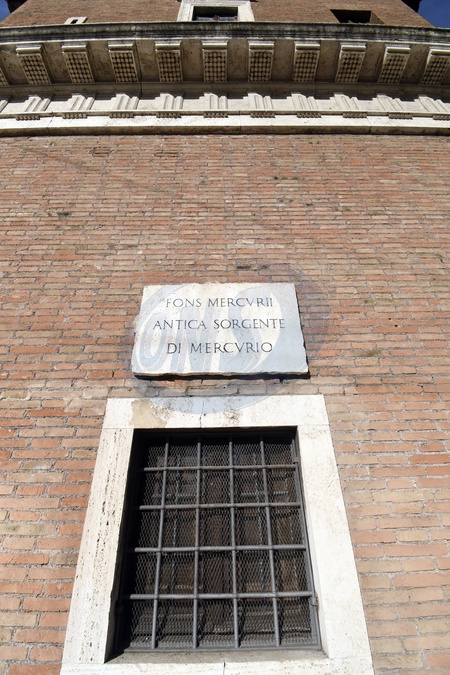 "FONS MERCVRII
ANTICA SORGENTE
DI MERCVRIO